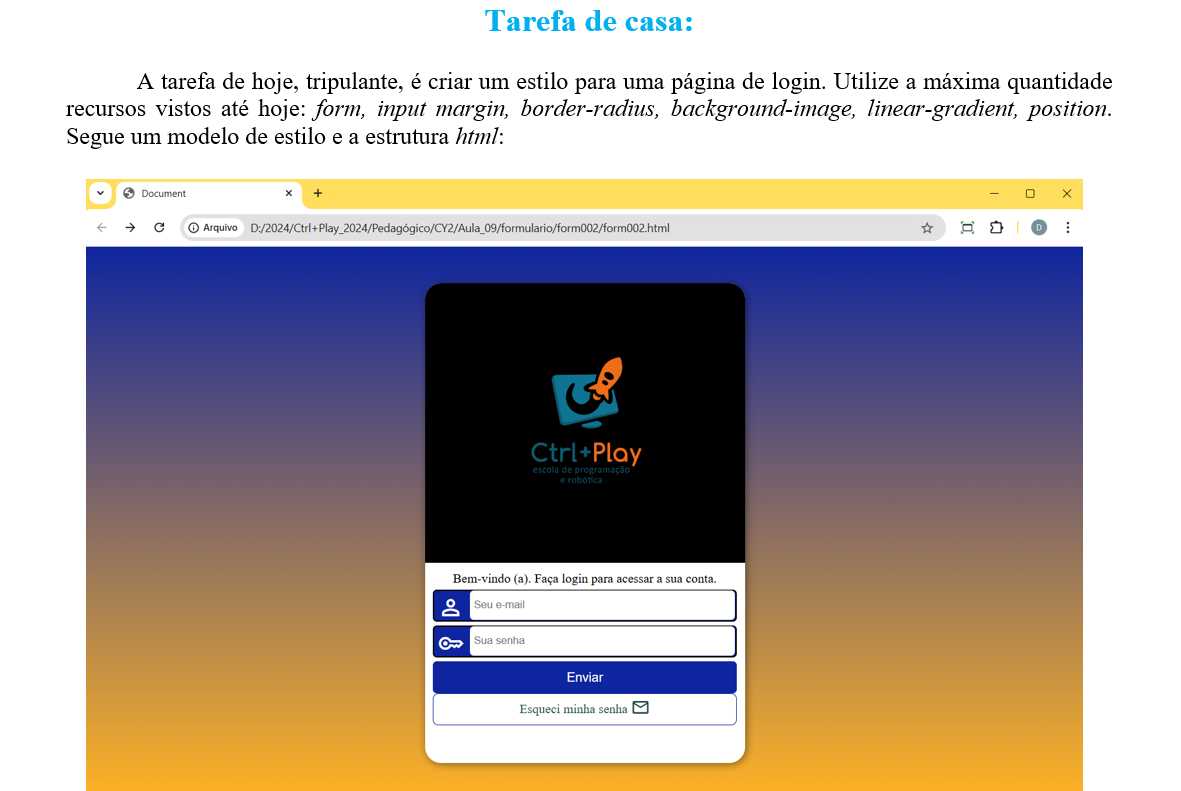 Tarefa de casa:
A tarefa de hoje, tripulante, é criar um estilo para uma página de login. Utilize a máxima quantidade
recursos vistos até hoje: form, input margin, border-radius, background-image, linear-gradient, position.
Segue um modelo de estilo e a estrutura html:
Document
Arquivo D:/2024/Ctrl+Play_2024/Pedagógico/CY2/Aula_09/formulario/form002/form002.html
D
Ctrl+Play
escola de programação
e robótica
Bem-vindo (a). Faça login para acessar a sua conta.
Seu e-mail
Sua senha
Enviar
Esqueci minha senha